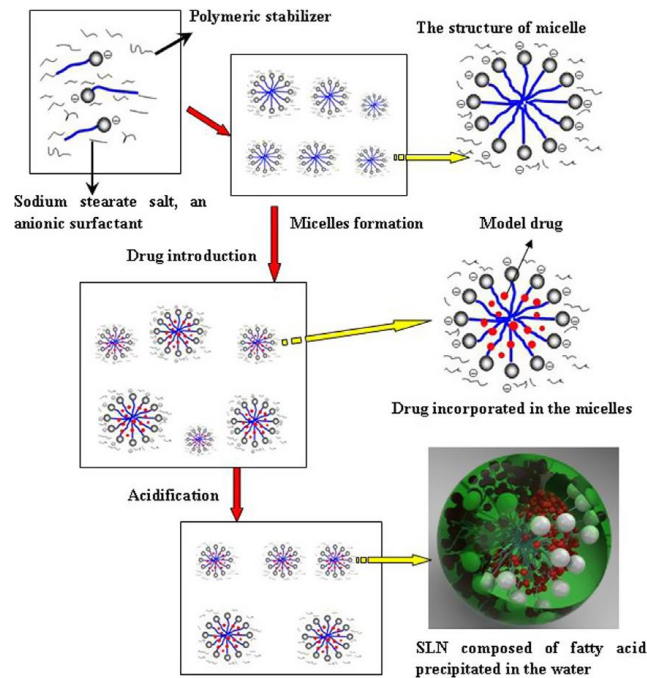 Polymeric stabilizer
The structure of micelle
Sodium stearate salt, an
anionic surfactant
Micelles formation
Drug introduction
Model drug
Drug incorporated in the micelles
Acidification
SLN composed of fatty acid
precipitated in the water